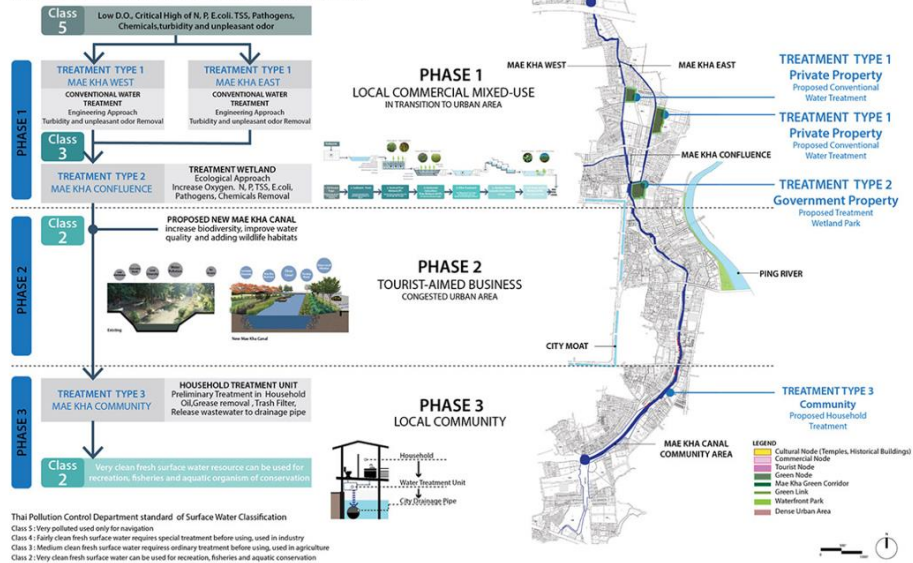 Class
5
Low D.O., Critical High of N, P, E.coli. TSS, Pathogens,
Chemicals,turbidity and unpleasant odor
PHASE 1
TREATMENT TYPE 1
MAE KHA WEST
CONVENTIONAL WATER
TREATMENT
Engineering Approach
Turbidity and unpleasant odor Removal
TREATMENT TYPE 1
MAE KHA EAST
CONVENTIONAL WATER
TREATMENT
Engineering Approach
Turbidity and unpleasant odor Removal
Class
3
TREATMENT TYPE 2
MAE KHA CONFLUENCE
TREATMENT WETLAND
Ecological Approach
Increase Oxygen. N, P, TSS, E.coli,
Pathogens, Chemicals Removal
PHASE 1
LOCAL COMMERCIAL MIXED-USE
IN TRANSITION TO URBAN AREA
MAE KHA WEST
MAE KHA EAST
MAE KHA CONFLUENCE
TREATMENT TYPE 1
Private Property
Proposed Conventional
Water Treatment
TREATMENT TYPE 1
Private Property
Proposed Conventional
Water Treatment
TREATMENT TYPE 2
Government Property
Proposed Treatment
Wetland Park
PHASE 2
Class
2
PROPOSED NEW MAE KHA CANAL
increase biodiversity, improve water
quality and adding wildlife habitats
Existing
New Mae Kha Canal
PHASE 2
TOURIST-AIMED BUSINESS
CONGESTED URBAN AREA
PING RIVER
CITY MOAT
PHASE 3
TREATMENT TYPE 3
MAE KHA COMMUNITY
HOUSEHOLD TREATMENT UNIT
Preliminary Treatment in Household
Oil,Grease removal , Trash Filter,
Release wastewater to drainage pipe
Class
2
Very clean fresh surface water resource can be used for
recreation, fisheries and aquatic organism of conservation
PHASE 3
LOCAL COMMUNITY
Household
Water Treatment Unit
City Drainage Pipe
TREATMENT TYPE 3
Community
Proposed Household
Treatment
MAE KHA CANAL
COMMUNITY AREA
LEGEND
Cultural Node (Temples, Historical Buildings)
Commercial Node
Tourist Node
Green Node
Mae Kha Green Corridor
Green Link
Waterfront Park
Dense Urban Area
Thai Pollution Control Department standard of Surface Water Classification
Class 5 : Very polluted used only for navigation
Class 4 : Fairly clean fresh surface water requires special treatment before using, used in industry
Class 3 : Medium clean fresh surface water requiress ordinary treatment before using, used in agriculture
Class 2 : Very clean fresh surface water can be used for recreation, fisheries and aquatic conservation